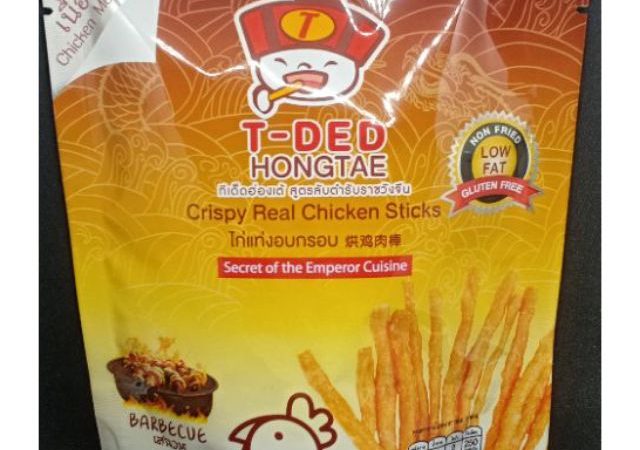 Chicken
T
T-DED
HONGTAE
ทีเด็ดฮ่องเต้ สูตรลับตำรับราชวังจีน
Crispy Real Chicken Sticks
ไก่แท่งอบกรอบ 烘鸡肉棒
Secret of the Emperor Cuisine
NON FRIED
LOW
FAT
GLUTEN FREE
BARBECUE
250